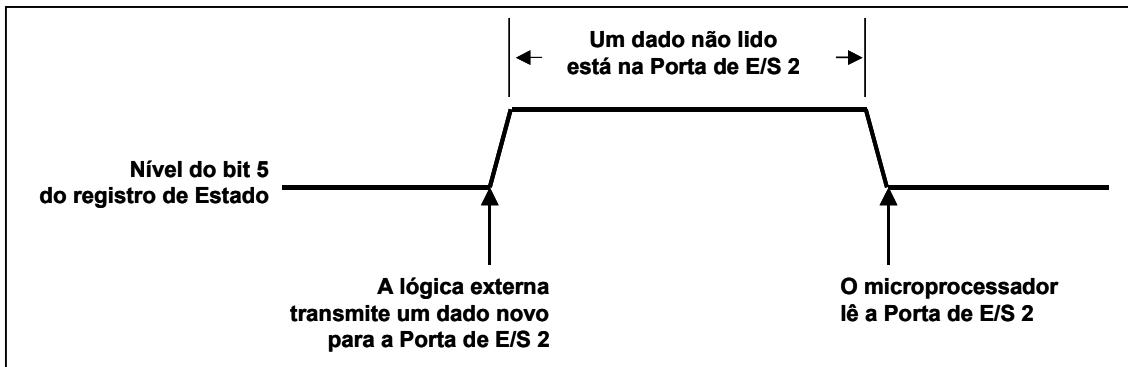 Um dado não lido
está na Porta de E/S 2
Nível do bit 5
do registro de Estado
A lógica externa
transmite um dado novo
para a Porta de E/S 2
O microprocessador
lê a Porta de E/S 2